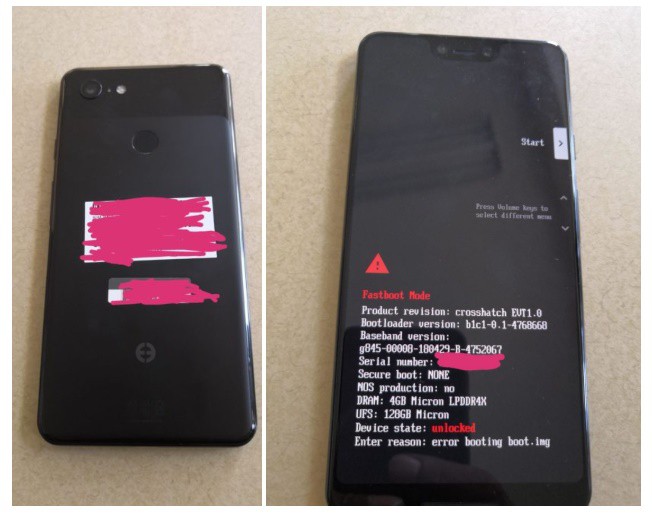 Start
Press Volume Keys to
select different menu
Fastboot Mode
Product revision: crosshatch EVT1.0
Bootloader version: b1c1-0.1-4768668
Baseband version:
g845-00008-180429-B-4752067
Serial number:
Secure boot: NONE
NOS production: no
DRAM: 4GB Micron LPDDR4X
UFS: 128GB Micron
Device state: unlocked
Enter reason: error booting boot.img